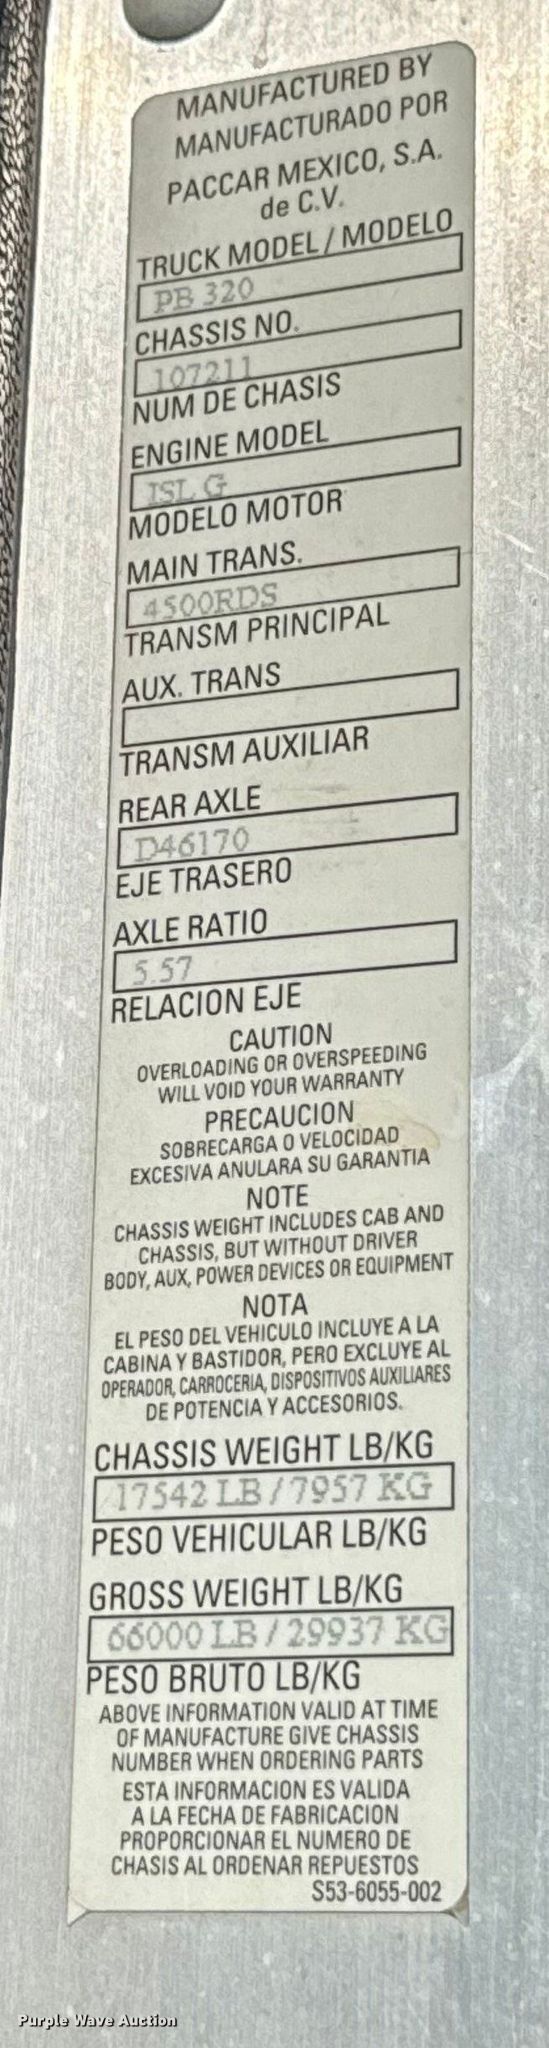 MANUFACTURED BY
MANUFACTURADO POR
PACCAR MEXICO, S.A.
de C.V.
TRUCK MODEL / MODELO
PB 320
CHASSIS NO.
107211
NUM DE CHASIS
ENGINE MODEL
ISL G
MODELO MOTOR
MAIN TRANS.
4500RDS
TRANSM PRINCIPAL
AUX. TRANS
TRANSM AUXILIAR
REAR AXLE
D46170
EJE TRASERO
AXLE RATIO
5.57
RELACION EJE
CAUTION
OVERLOADING OR OVERSPEEDING
WILL VOID YOUR WARRANTY
PRECAUCION
SOBRECARGA O VELOCIDAD
EXCESIVA ANULARA SU GARANTIA
NOTE
CHASSIS WEIGHT INCLUDES CAB AND
CHASSIS, BUT WITHOUT DRIVER
BODY, AUX, POWER DEVICES OR EQUIPMENT
NOTA
EL PESO DEL VEHICULO INCLUYE A LA
CABINA Y BASTIDOR, PERO EXCLUYE AL
OPERADOR, CARROCERIA, DISPOSITIVOS AUXILIARES
DE POTENCIA Y ACCESORIOS.
CHASSIS WEIGHT LB/KG
17542 LB / 7957 KG
PESO VEHICULAR LB/KG
GROSS WEIGHT LB/KG
66000 LB / 29937 KG
PESO BRUTO LB/KG
ABOVE INFORMATION VALID AT TIME
OF MANUFACTURE GIVE CHASSIS
NUMBER WHEN ORDERING PARTS
ESTA INFORMACION ES VALIDA
A LA FECHA DE FABRICACION
PROPORCIONAR EL NUMERO DE
CHASIS AL ORDENAR REPUESTOS
S53-6055-002
Purple Wave Auction